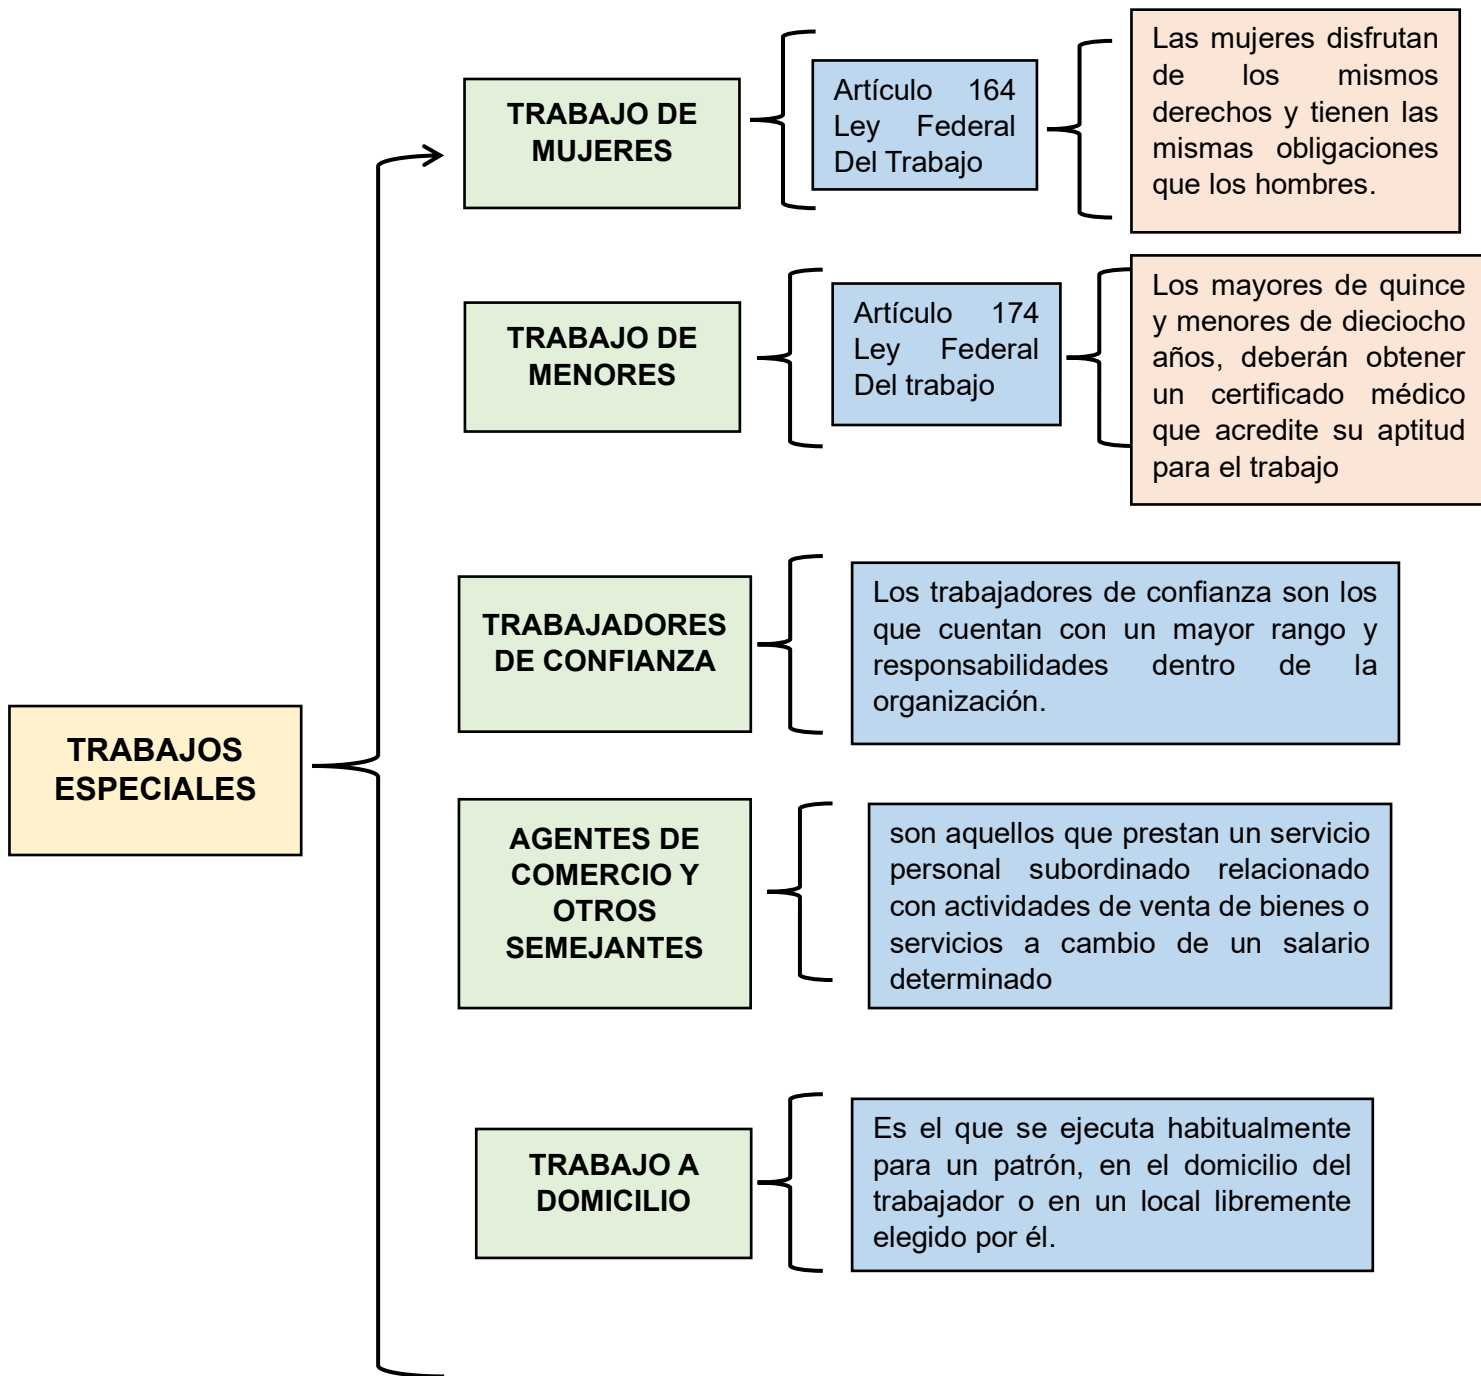 TRABAJOS
ESPECIALES
TRABAJO DE
MUJERES
Artículo 164
Ley Federal
Del Trabajo
Las mujeres disfrutan
de los mismos
derechos y tienen las
mismas obligaciones
que los hombres.
TRABAJO DE
MENORES
Artículo 174
Ley Federal
Del trabajo
Los mayores de quince
y menores de dieciocho
años, deberán obtener
un certificado médico
que acredite su aptitud
para el trabajo
TRABAJADORES
DE CONFIANZA
Los trabajadores de confianza son los
que cuentan con un mayor rango y
responsabilidades dentro de la
organización.
AGENTES DE
COMERCIO Y
OTROS
SEMEJANTES
son aquellos que prestan un servicio
personal subordinado relacionado
con actividades de venta de bienes o
servicios a cambio de un salario
determinado
TRABAJO A
DOMICILIO
Es el que se ejecuta habitualmente
para un patrón, en el domicilio del
trabajador o en un local libremente
elegido por él.